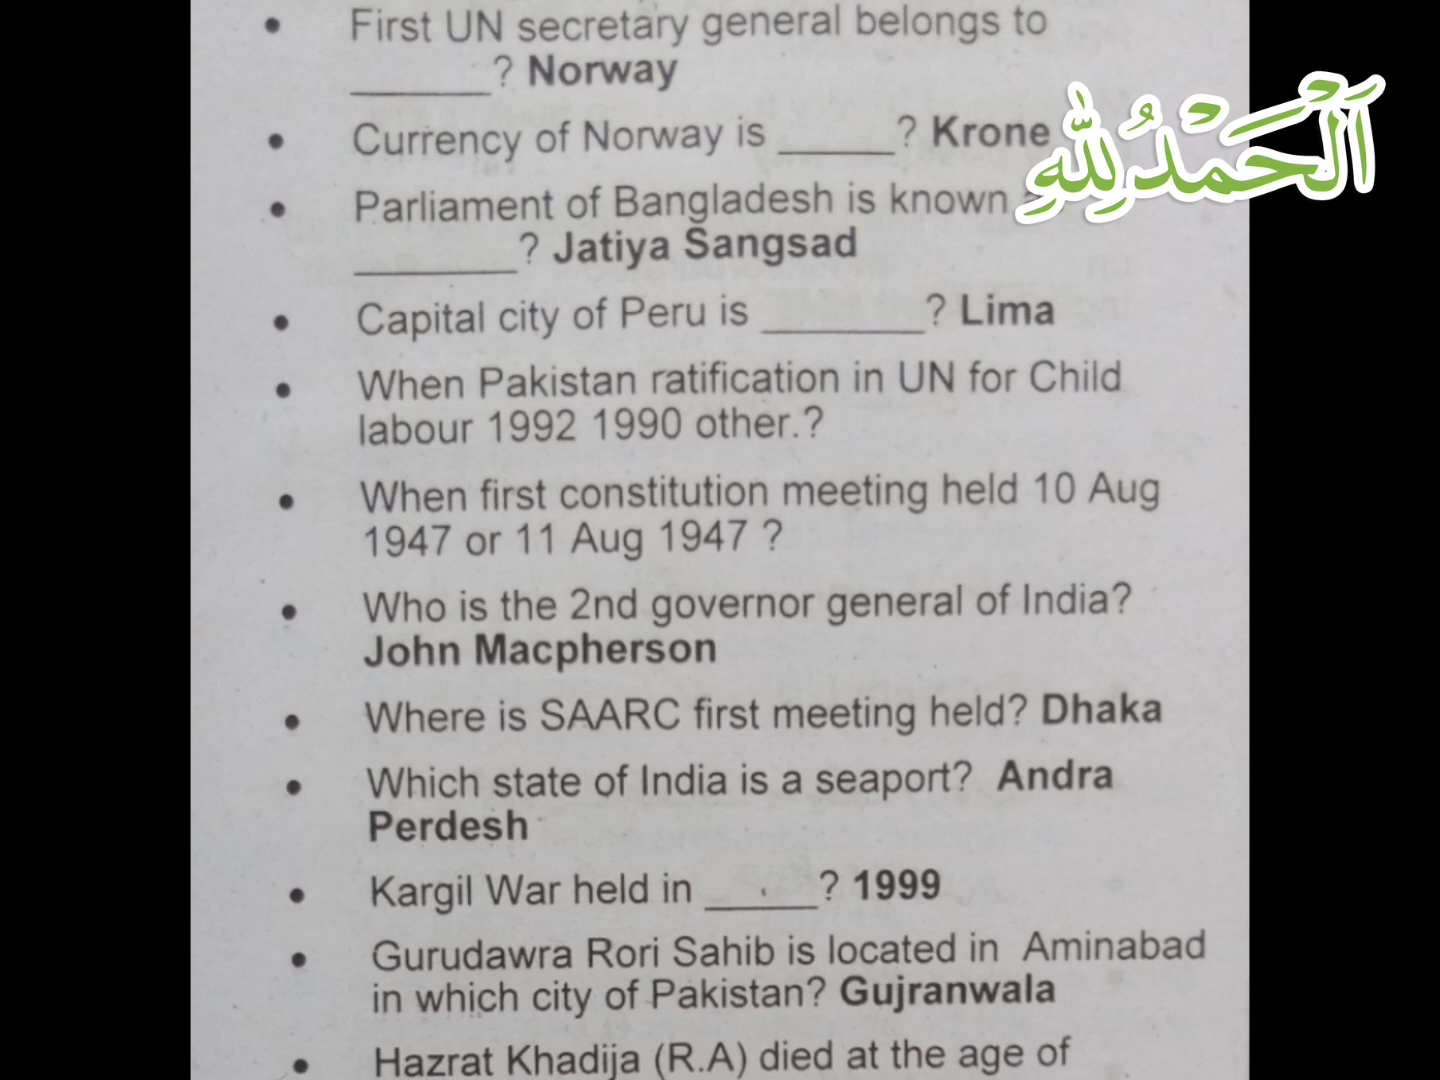 First UN secretary general belongs to
________? Norway
Currency of Norway is ______? Krone
Parliament of Bangladesh is known
_________? Jatiya Sangsad
Capital city of Peru is _________? Lima
When Pakistan ratification in UN for Child
labour 1992 1990 other.?
When first constitution meeting held 10 Aug
1947 or 11 Aug 1947 ?
Who is the 2nd governor general of India?
John Macpherson
Where is SAARC first meeting held? Dhaka
Which state of India is a seaport? Andra
Perdesh
Kargil War held in ______? 1999
Gurudawra Rori Sahib is located in Aminabad
in which city of Pakistan? Gujranwala
Hazrat Khadija (R.A) died at the age of
اَلْحَمْدُلِلّٰهِ